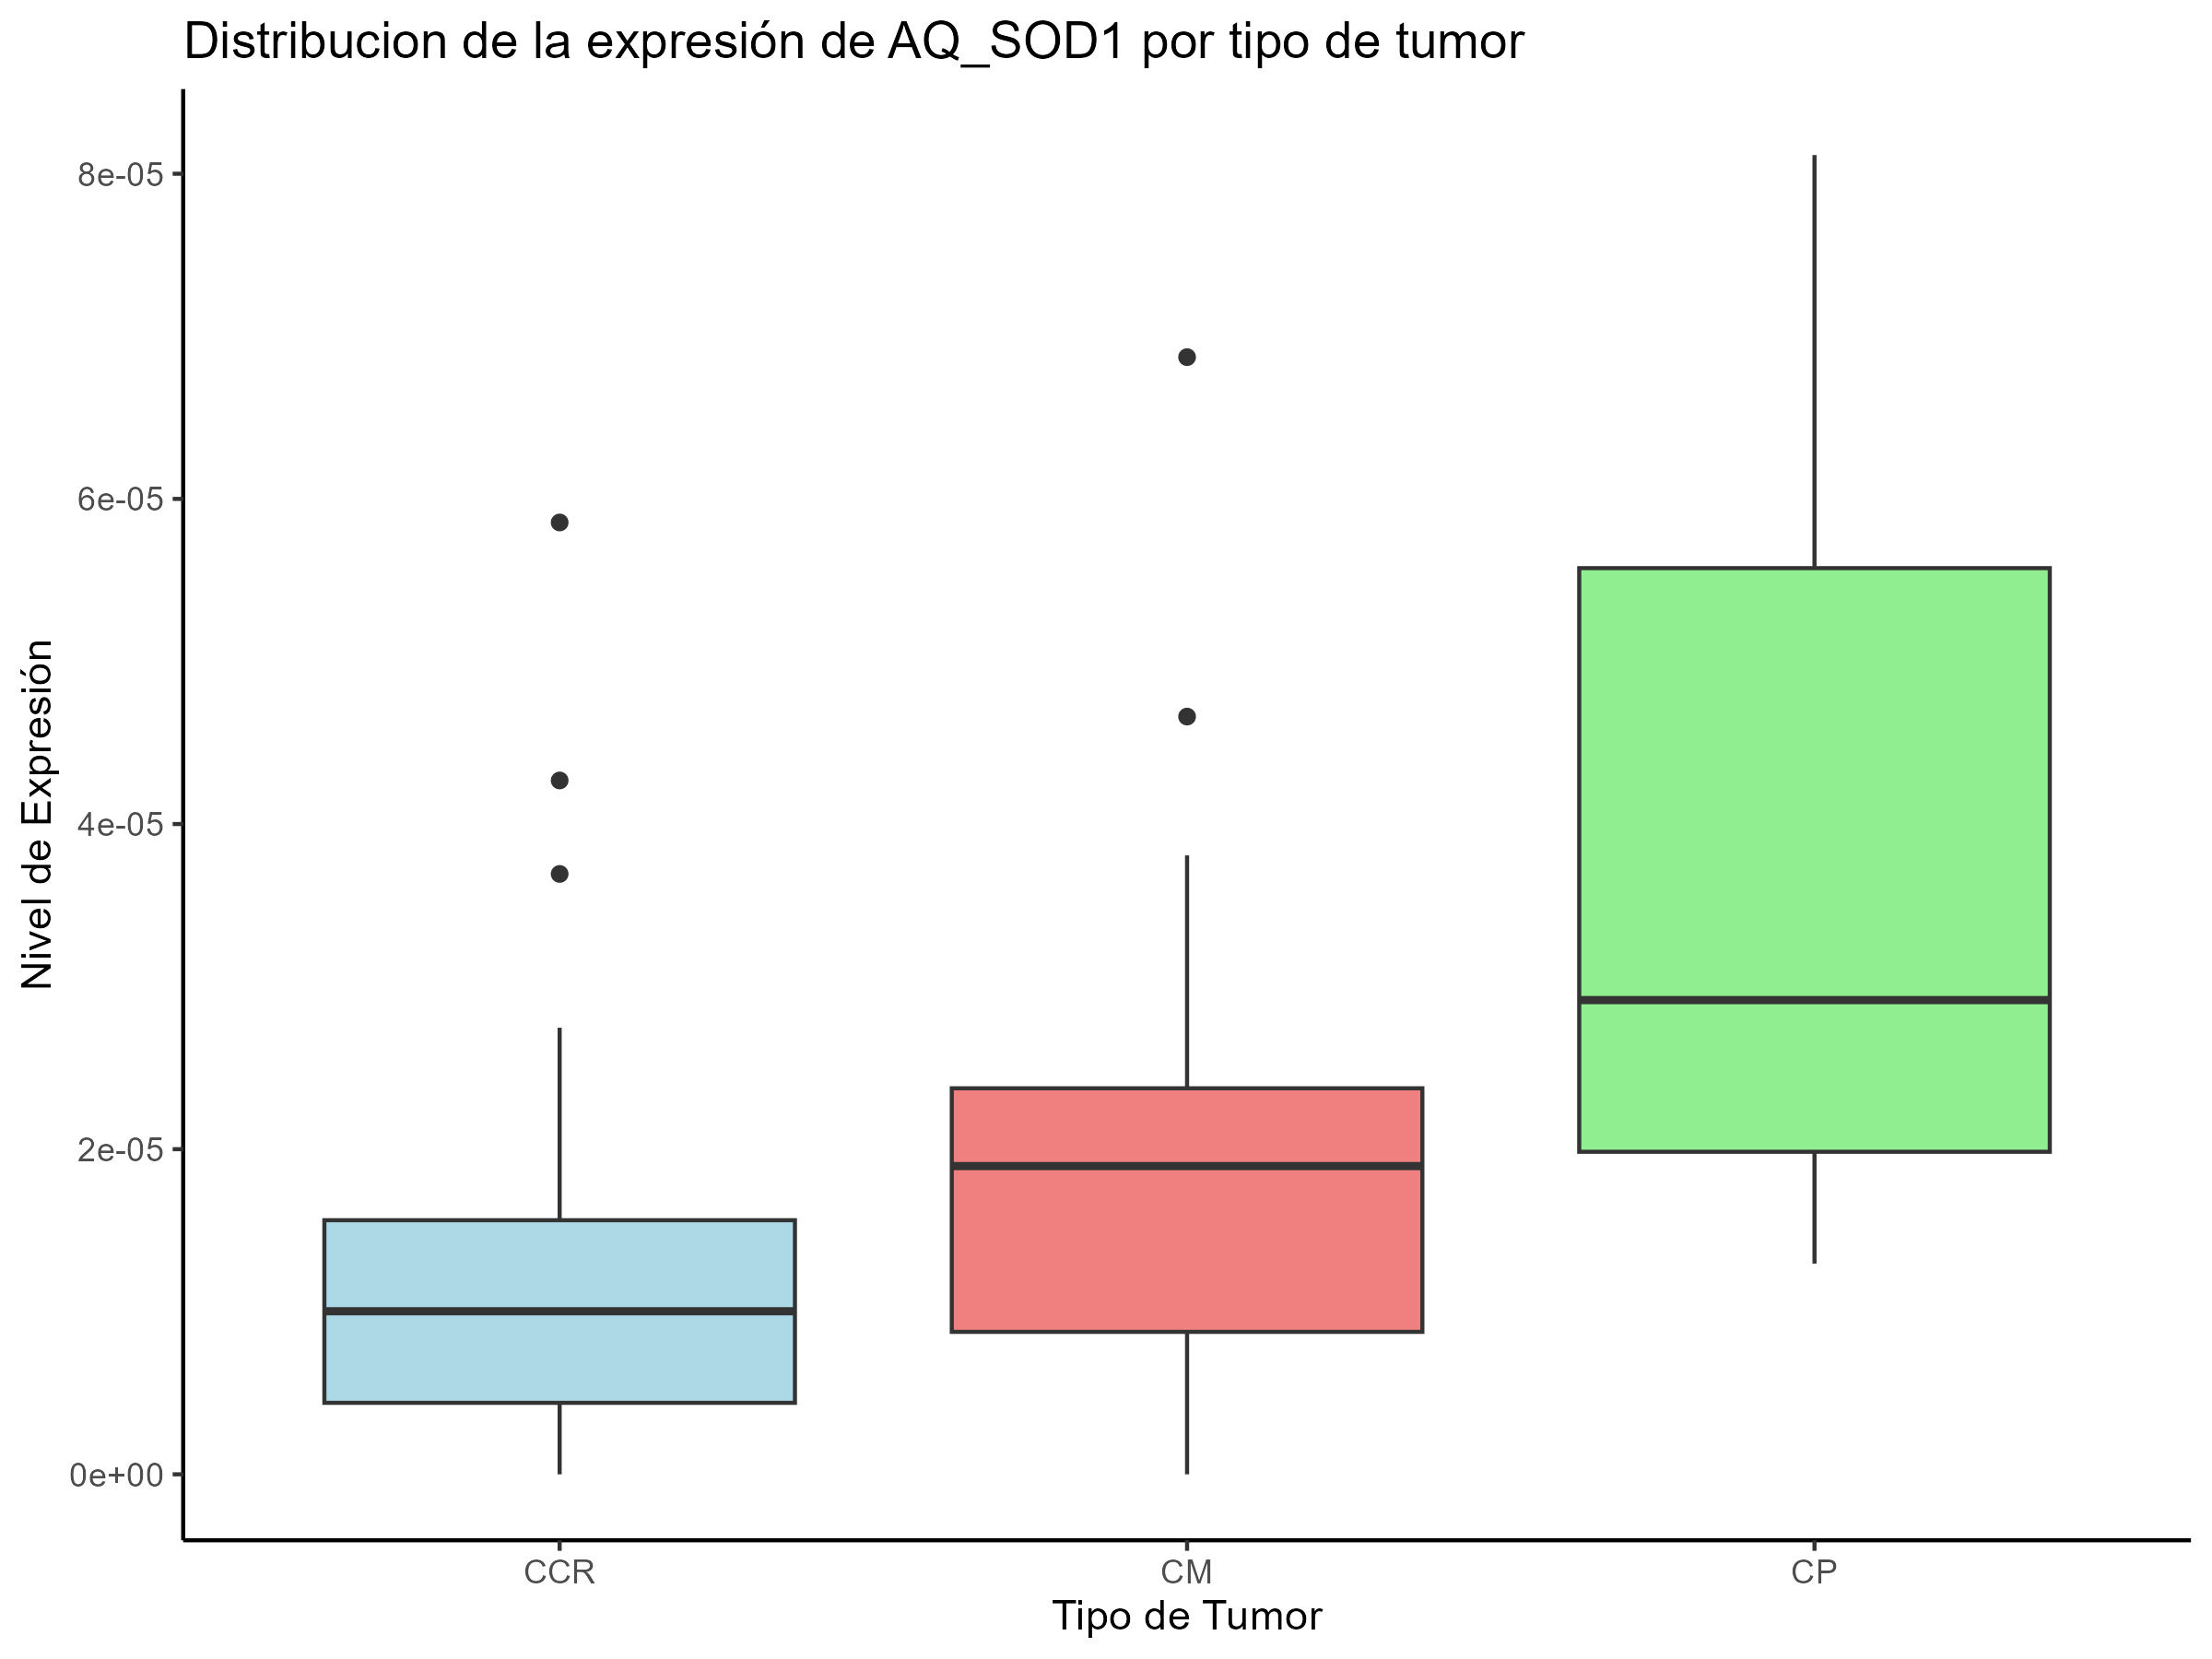 Distribucion de la expresión de AQ_SOD1 por tipo de tumor
Nivel de Expresión
8e-05
6e-05
4e-05
2e-05
0e+00
CCR
CM
CP
Tipo de Tumor